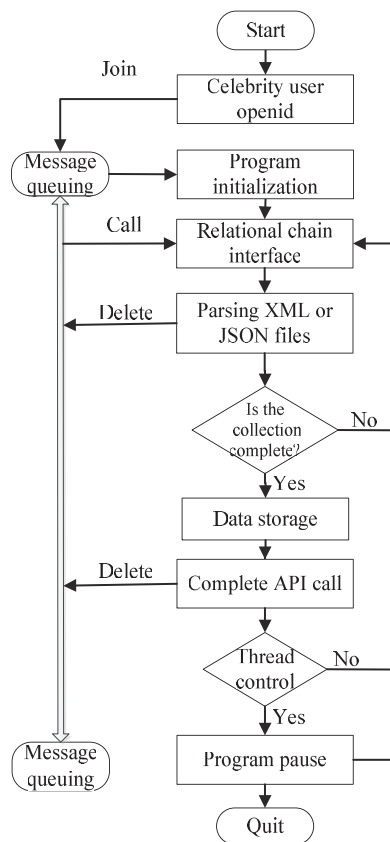 Start
Join
Celebrity user
openid
Message
queuing
Program
initialization
Call
Relational chain
interface
Delete
Parsing XML or
JSON files
Is the
collection
complete?
No
Yes
Data storage
Delete
Complete API call
Thread
control
No
Yes
Message
queuing
Program pause
Quit